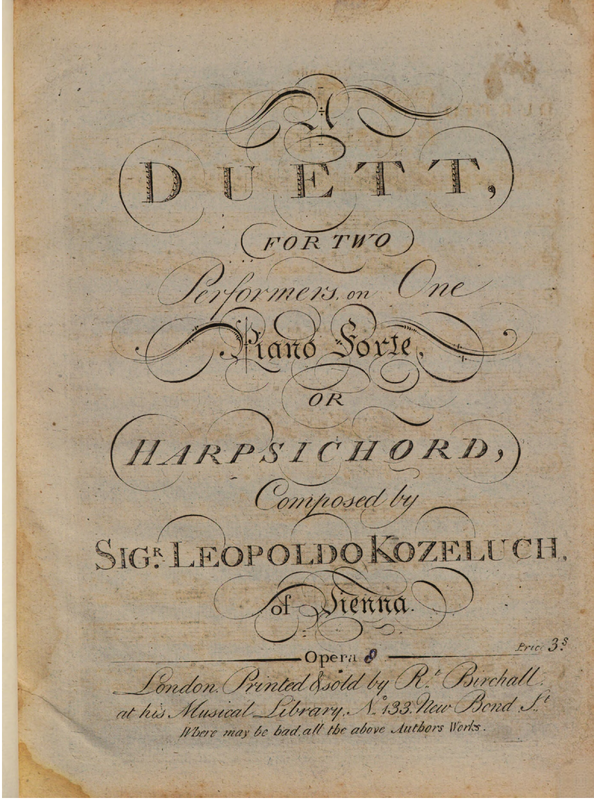 A
DUETT,
FOR TWO
Performers, on One
Piano Forte,
OR
HARPSICHORD,
Composed by
SIG.R LEOPOLDO KOZELUCH,
of Vienna.
Opera 8
Price 3s
London. Printed & sold by R.t Birchall.
at his Musical Library, N.o 133. New Bond S.t
Where may be had, all the above Authors Works.